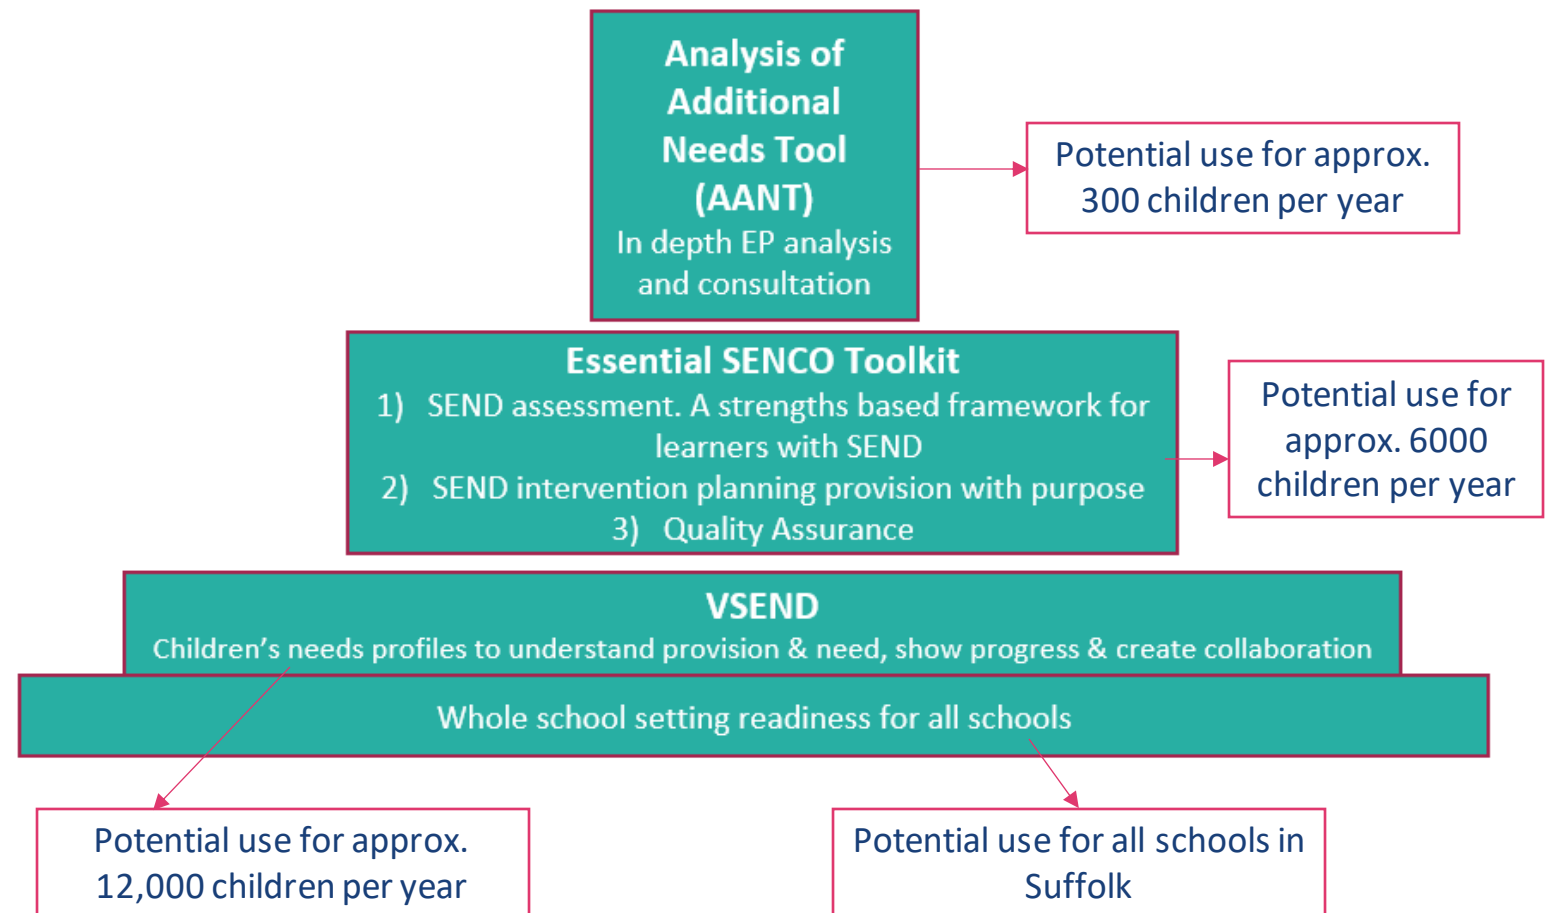 Analysis of
Additional
Needs Tool
(AANT)
In depth EP analysis
and consultation
Potential use for approx.
300 children per year
Essential SENCO Toolkit
1) SEND assessment. A strengths based framework for
learners with SEND
2) SEND intervention planning provision with purpose
3) Quality Assurance
Potential use for
approx. 6000
children per year
VSEND
Children’s needs profiles to understand provision & need, show progress & create collaboration
Whole school setting readiness for all schools
Potential use for approx.
12,000 children per year
Potential use for all schools in
Suffolk